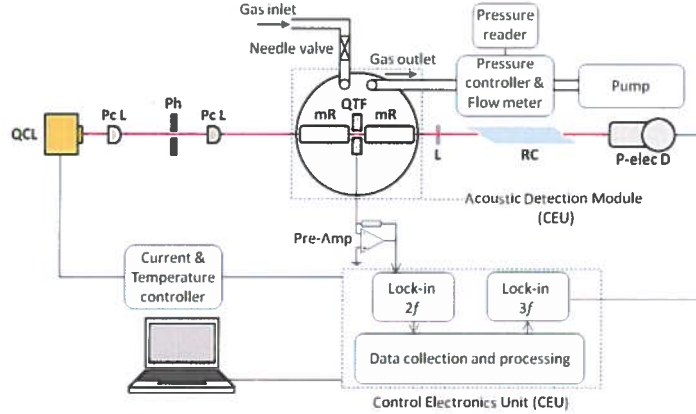 Gas inlet
Needle valve
Gas outlet
Pressure
reader
Pressure
controller &
Flow meter
Pump
QCL
Pc L
Ph
Pc L
mR
QTF
mR
L
RC
P-elec D
Acoustic Detection Module
(CEU)
Pre-Amp
Current &
Temperature
controller
Lock-in
2f
Lock-in
3f
Data collection and processing
Control Electronics Unit (CEU)